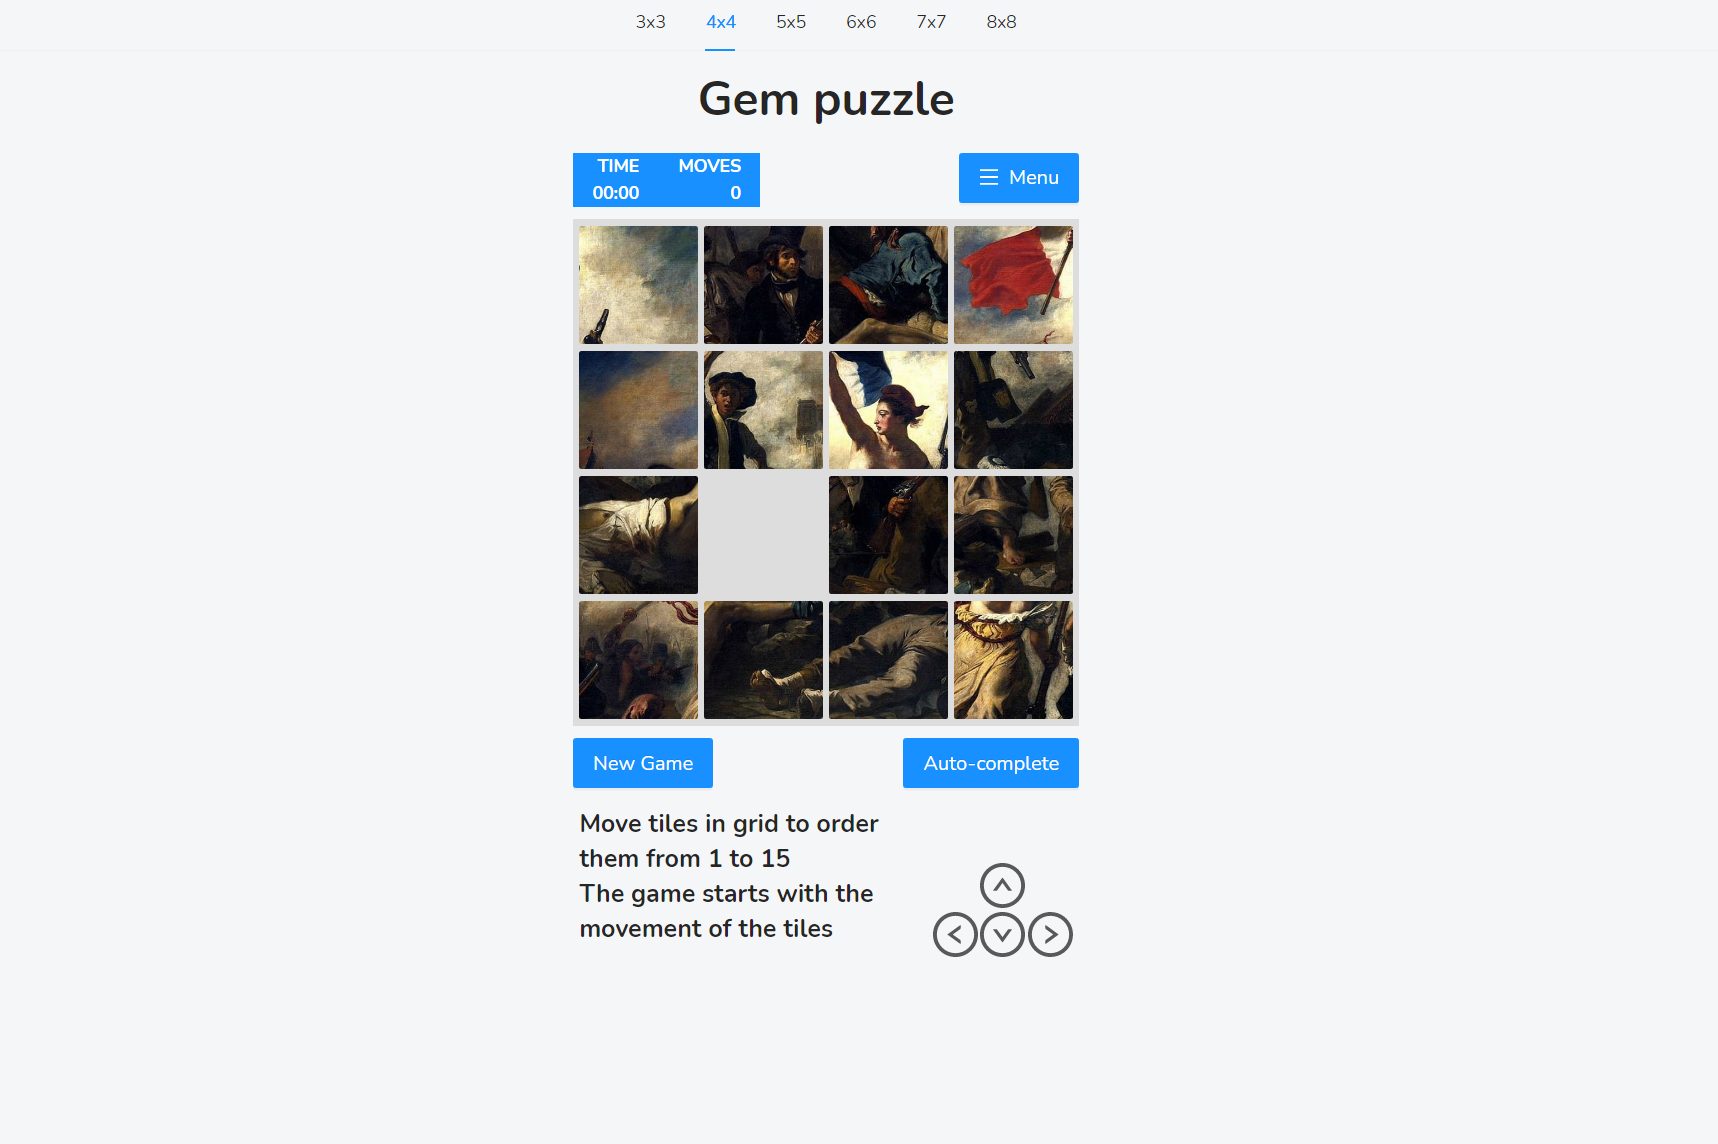 3x3 4x4 5x5 6x6 7x7 8x8
Gem puzzle
TIME MOVES
00:00 0
Menu
New Game Auto-complete
Move tiles in grid to order
them from 1 to 15
The game starts with the
movement of the tiles